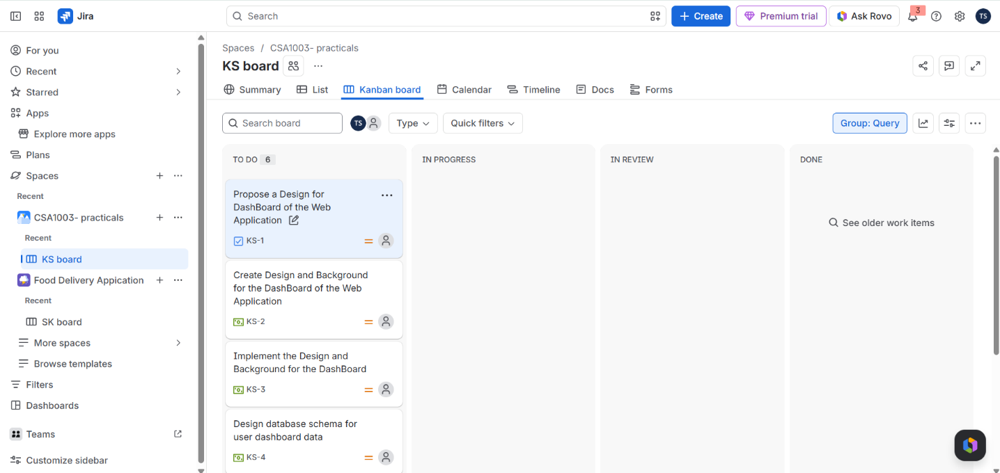 Jira
Search
Create
Premium trial
Ask Rovo
3
TS
For you
Recent
Starred
Apps
Explore more apps
Plans
Spaces
Recent
CSA1003- practicals
Recent
KS board
Food Delivery Appication
Recent
SK board
More spaces
Browse templates
Filters
Dashboards
Teams
Customize sidebar
Spaces / CSA1003- practicals
KS board
Summary
List
Kanban board
Calendar
Timeline
Docs
Forms
Search board
TS
Type
Quick filters
Group: Query
TO DO 6
Propose a Design for
DashBoard of the Web
Application
KS-1
Create Design and Background
for the DashBoard of the Web
Application
KS-2
Implement the Design and
Background for the DashBoard
KS-3
Design database schema for
user dashboard data
KS-4
IN PROGRESS
IN REVIEW
DONE
See older work items